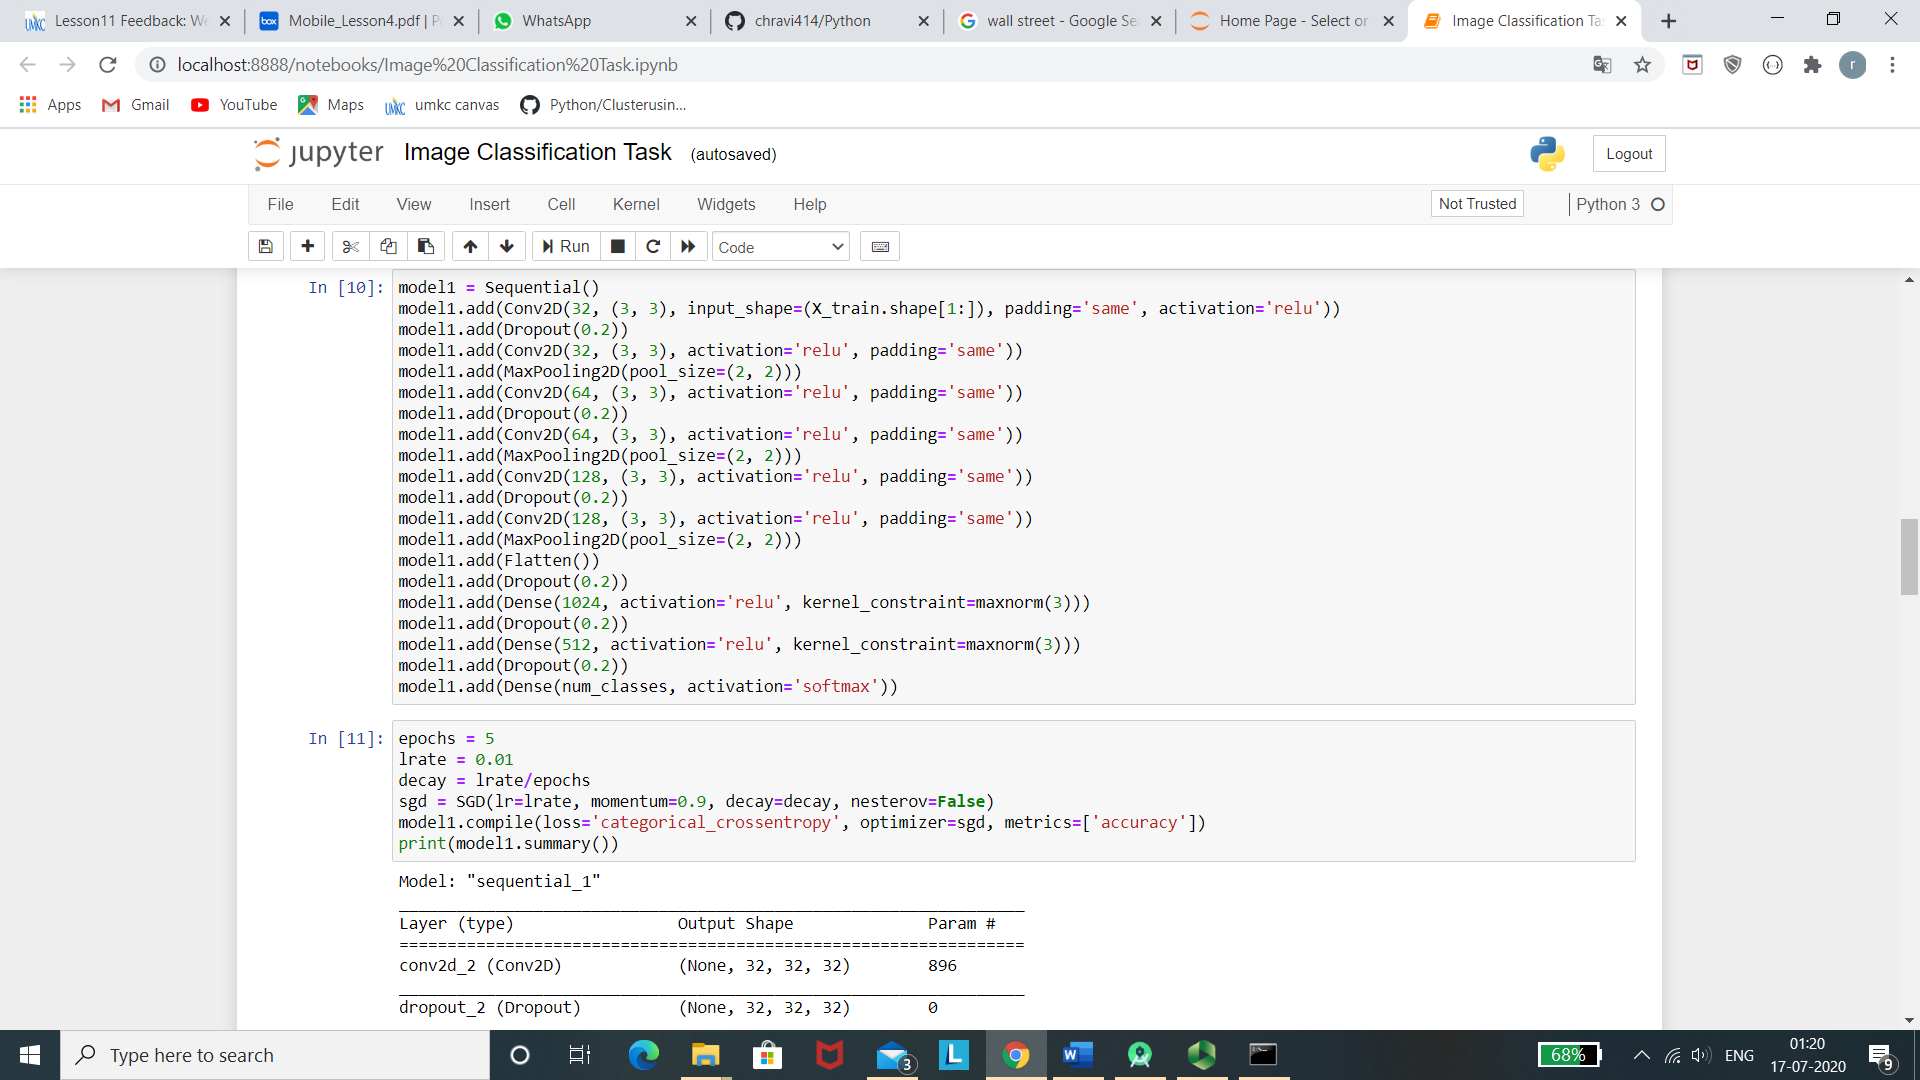 Lesson11 Feedback: We
Mobile_Lesson4.pdf | P
WhatsApp
chravi414/Python
wall street - Google Se
Home Page - Select or
Image Classification Ta
localhost:8888/notebooks/Image%20Classification%20Task.ipynb
r
Apps
Gmail
YouTube
Maps
umkc canvas
Python/Clusterusin...
jupyter
Image Classification Task
(autosaved)
Logout
File
Edit
View
Insert
Cell
Kernel
Widgets
Help
Not Trusted
Python 3
Run
Code
In [10]:
model1 = Sequential()
model1.add(Conv2D(32, (3, 3), input_shape=(X_train.shape[1:]), padding='same', activation='relu'))
model1.add(Dropout(0.2))
model1.add(Conv2D(32, (3, 3), activation='relu', padding='same'))
model1.add(MaxPooling2D(pool_size=(2, 2)))
model1.add(Conv2D(64, (3, 3), activation='relu', padding='same'))
model1.add(Dropout(0.2))
model1.add(Conv2D(64, (3, 3), activation='relu', padding='same'))
model1.add(MaxPooling2D(pool_size=(2, 2)))
model1.add(Conv2D(128, (3, 3), activation='relu', padding='same'))
model1.add(Dropout(0.2))
model1.add(Conv2D(128, (3, 3), activation='relu', padding='same'))
model1.add(MaxPooling2D(pool_size=(2, 2)))
model1.add(Flatten())
model1.add(Dropout(0.2))
model1.add(Dense(1024, activation='relu', kernel_constraint=maxnorm(3)))
model1.add(Dropout(0.2))
model1.add(Dense(512, activation='relu', kernel_constraint=maxnorm(3)))
model1.add(Dropout(0.2))
model1.add(Dense(num_classes, activation='softmax'))
In [11]:
epochs = 5
lrate = 0.01
decay = lrate/epochs
sgd = SGD(lr=lrate, momentum=0.9, decay=decay, nesterov=False)
model1.compile(loss='categorical_crossentropy', optimizer=sgd, metrics=['accuracy'])
print(model1.summary())
Model: "sequential_1"
Layer (type) Output Shape Param #
=================================================================
conv2d_2 (Conv2D) (None, 32, 32, 32) 896
dropout_2 (Dropout) (None, 32, 32, 32) 0
Type here to search
3
68%
ENG
01:20
17-07-2020
9